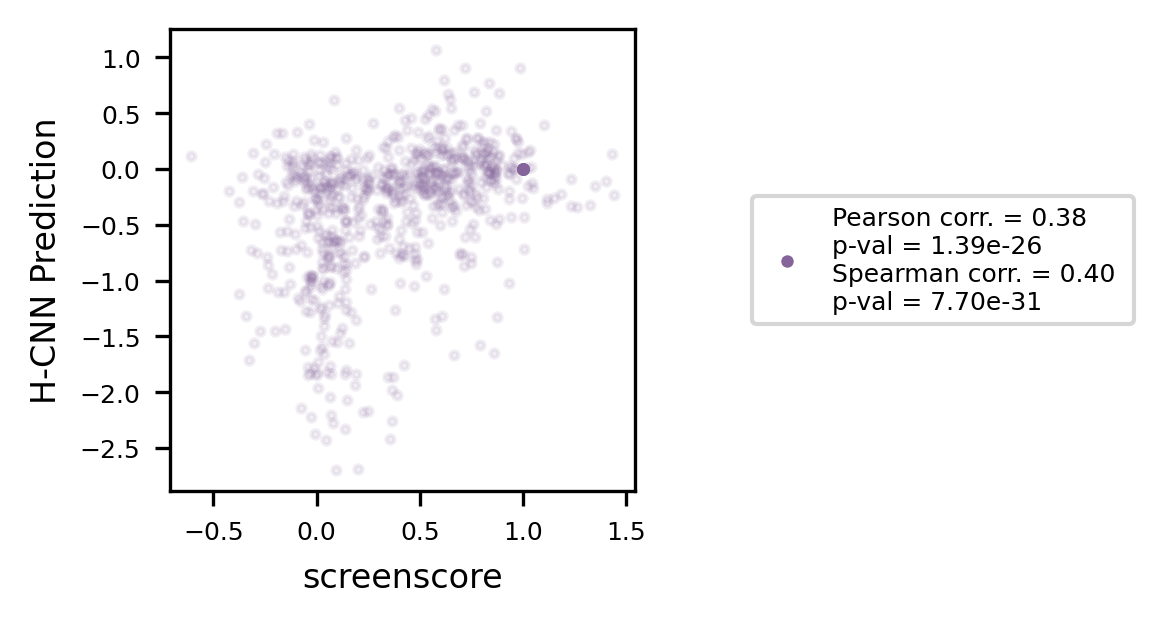 H-CNN Prediction
1.0
0.5
0.0
−0.5
−1.0
−1.5
−2.0
−2.5
−0.5
0.0
0.5
1.0
1.5
screenscore
Pearson corr. = 0.38
p-val = 1.39e-26
Spearman corr. = 0.40
p-val = 7.70e-31